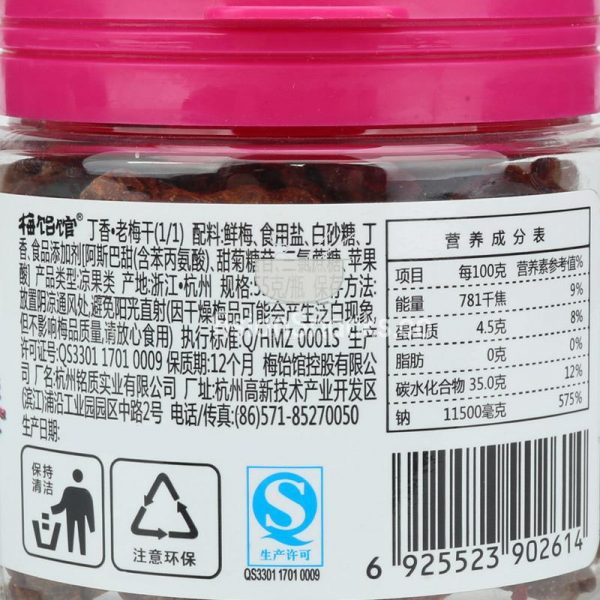 梅饴馆® 丁香·老梅干(1/1) 配料:鲜梅、食用盐、白砂糖、丁
香、食品添加剂(阿斯巴甜(含苯丙氨酸)、甜菊糖苷、三氯蔗糖、苹果
酸) 产品类型:凉果类 产地:浙江·杭州 规格: 5克/瓶 保存方法:
放置阴凉通风处,避免阳光直射(因干燥梅品可能会产生泛白现象,
但不影响梅品质量,请放心食用) 执行标准:Q/HMZ 0001S 生产
许可证号:QS3301 1701 0009 保质期:12个月 梅饴馆控股有限公
司 厂名:杭州铭质实业有限公司 厂址:杭州高新技术产业开发区
(滨江)浦沿工业园园区中路2号 电话/传真:(86)571-85270050
生产日期:
营养成分表
项目 每100克 营养素参考值%
能量 781千焦 9%
蛋白质 4.5克 8%
脂肪 0克 0%
碳水化合物 35.0克 12%
钠 11500毫克 575%
保持
清洁
注意环保
生产许可
QS3301 1701 0009
6 925523 902614